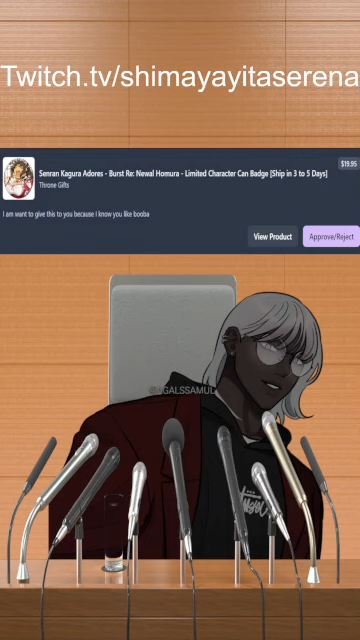 Twitch.tv/shimayayitaserena
$19.95
Senran Kagura Adores - Burst Re: Newal Homura - Limited Character Can Badge [Ship in 3 to 5 Days]
Throne Gifts
I am want to give this to you because I know you like booba
View Product
Approve/Reject